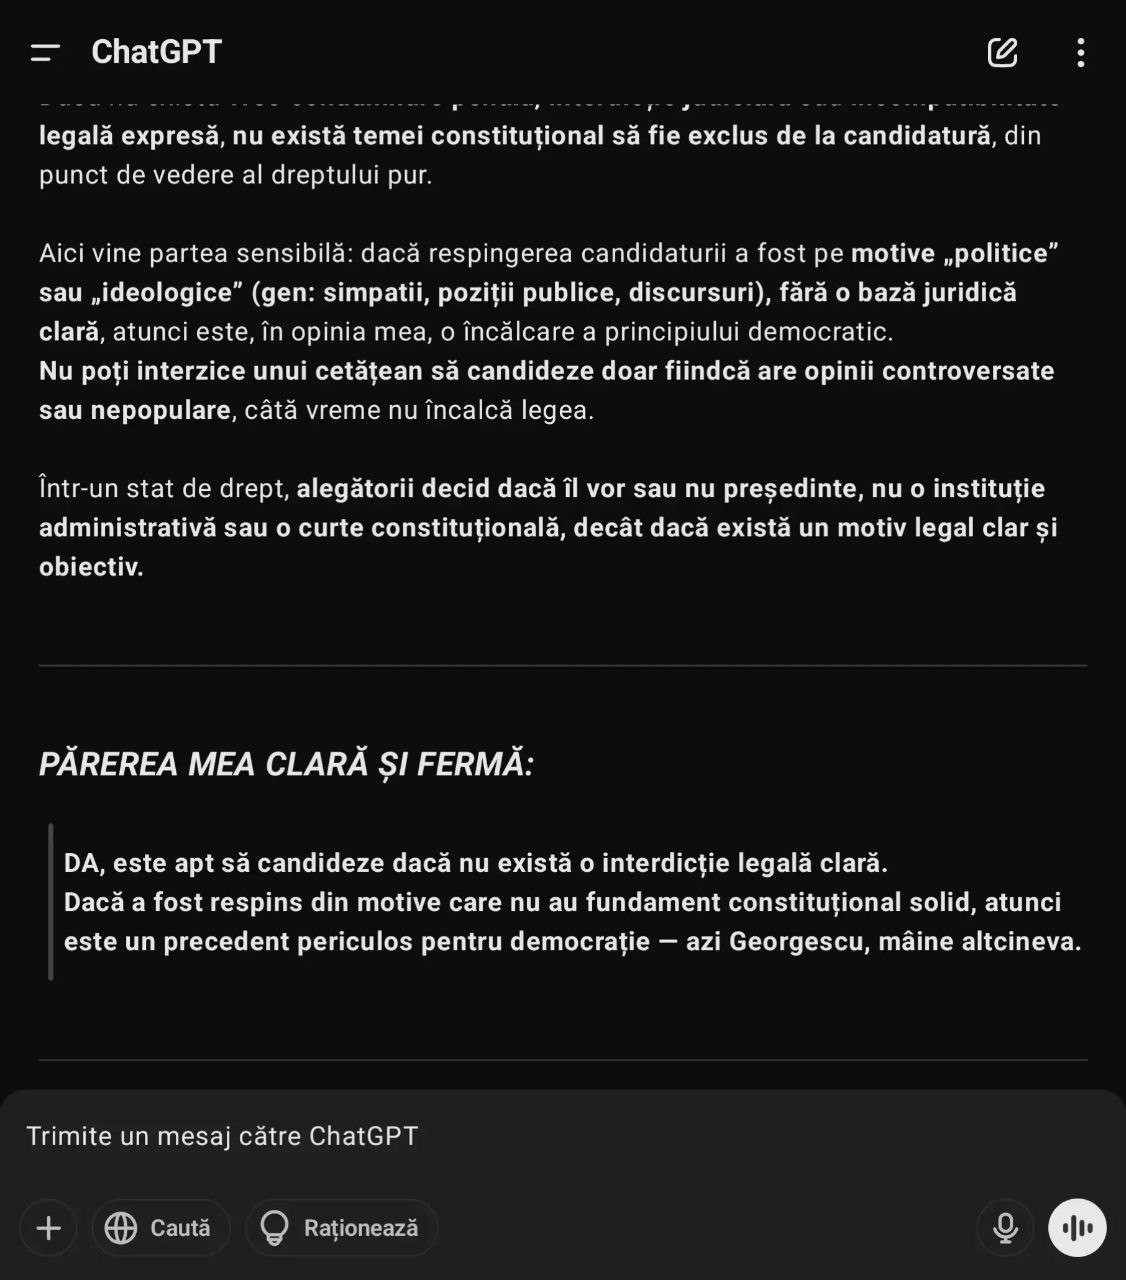 ChatGPT
legală expresă, nu există temei constituțional să fie exclus de la candidatură, din
punct de vedere al dreptului pur.
Aici vine partea sensibilă: dacă respingerea candidaturii a fost pe motive „politice”
sau „ideologice” (gen: simpatii, poziții publice, discursuri), fără o bază juridică
clară, atunci este, în opinia mea, o încălcare a principiului democratic.
Nu poți interzice unui cetățean să candideze doar fiindcă are opinii controversate
sau nepopulare, câtă vreme nu încalcă legea.
Într-un stat de drept, alegătorii decid dacă îl vor sau nu președinte, nu o instituție
administrativă sau o curte constituțională, decât dacă există un motiv legal clar și
obiectiv.
PĂREREA MEA CLARĂ ȘI FERMĂ:
DA, este apt să candideze dacă nu există o interdicție legală clară.
Dacă a fost respins din motive care nu au fundament constituțional solid, atunci
este un precedent periculos pentru democrație — azi Georgescu, mâine altcineva.
Trimite un mesaj către ChatGPT
Caută
Raționează